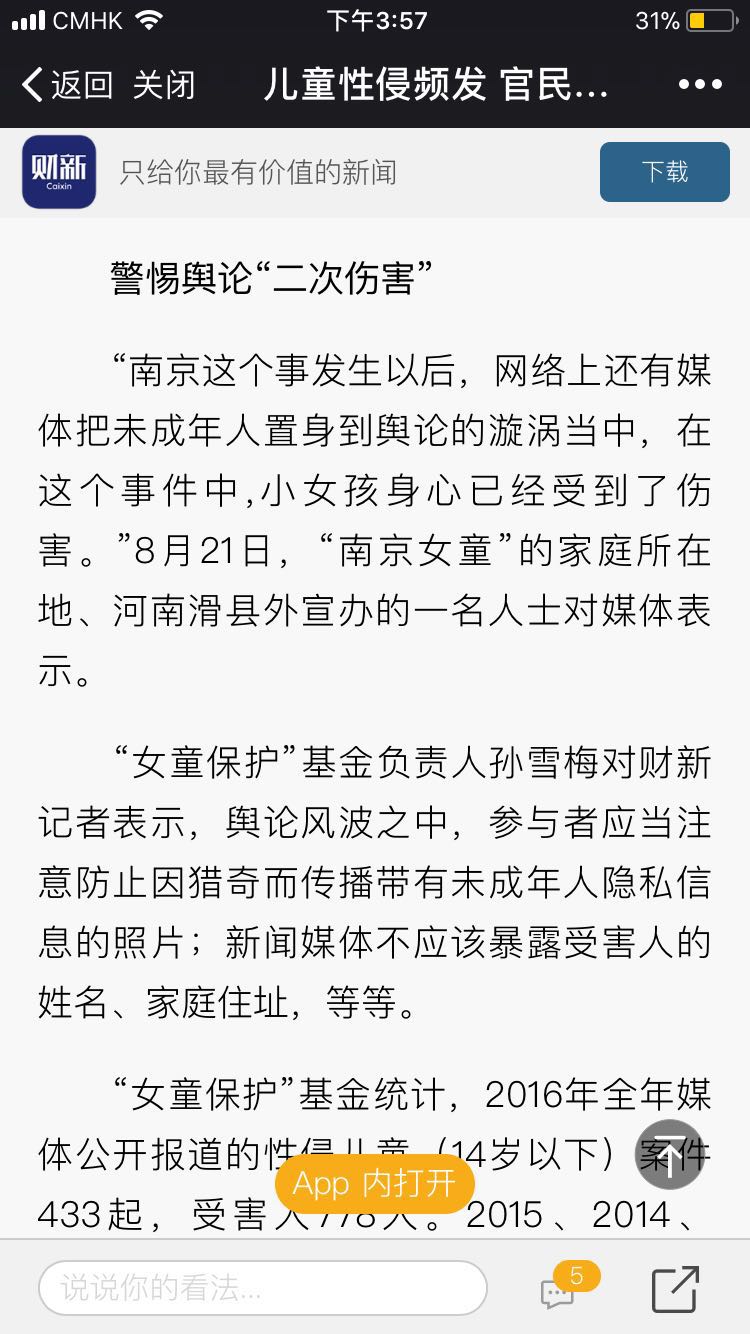 CMHK 下午3:57 31%
返回 关闭 儿童性侵频发 官民...
财新
Caixin
只给你最有价值的新闻
下载
警惕舆论“二次伤害”
“南京这个事发生以后，网络上还有媒
体把未成年人置身到舆论的漩涡当中，在
这个事件中,小女孩身心已经受到了伤
害。”8月21日，“南京女童”的家庭所在
地、河南滑县外宣办的一名人士对媒体表
示。
“女童保护”基金负责人孙雪梅对财新
记者表示，舆论风波之中，参与者应当注
意防止因猎奇而传播带有未成年人隐私信
息的照片；新闻媒体不应该暴露受害人的
姓名、家庭住址，等等。
“女童保护”基金统计，2016年全年媒
体公开报道的性侵儿童（14岁以下）案件
433起，受害人778人。2015、2014、
App 内打开
说说你的看法...
5